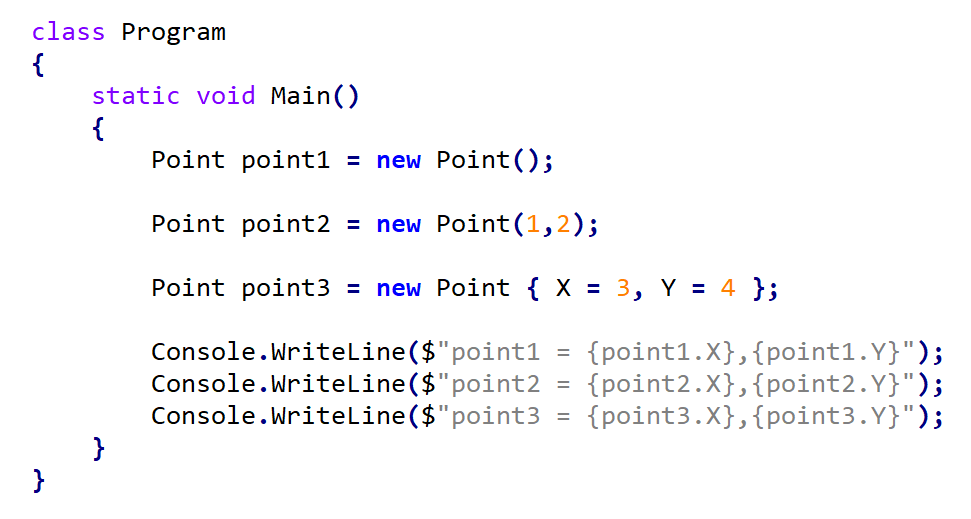 class Program
{
    static void Main()
    {
        Point point1 = new Point();
        Point point2 = new Point(1,2);
        Point point3 = new Point { X = 3, Y = 4 };
        Console.WriteLine($"point1 = {point1.X},{point1.Y}");
        Console.WriteLine($"point2 = {point2.X},{point2.Y}");
        Console.WriteLine($"point3 = {point3.X},{point3.Y}");
    }
}